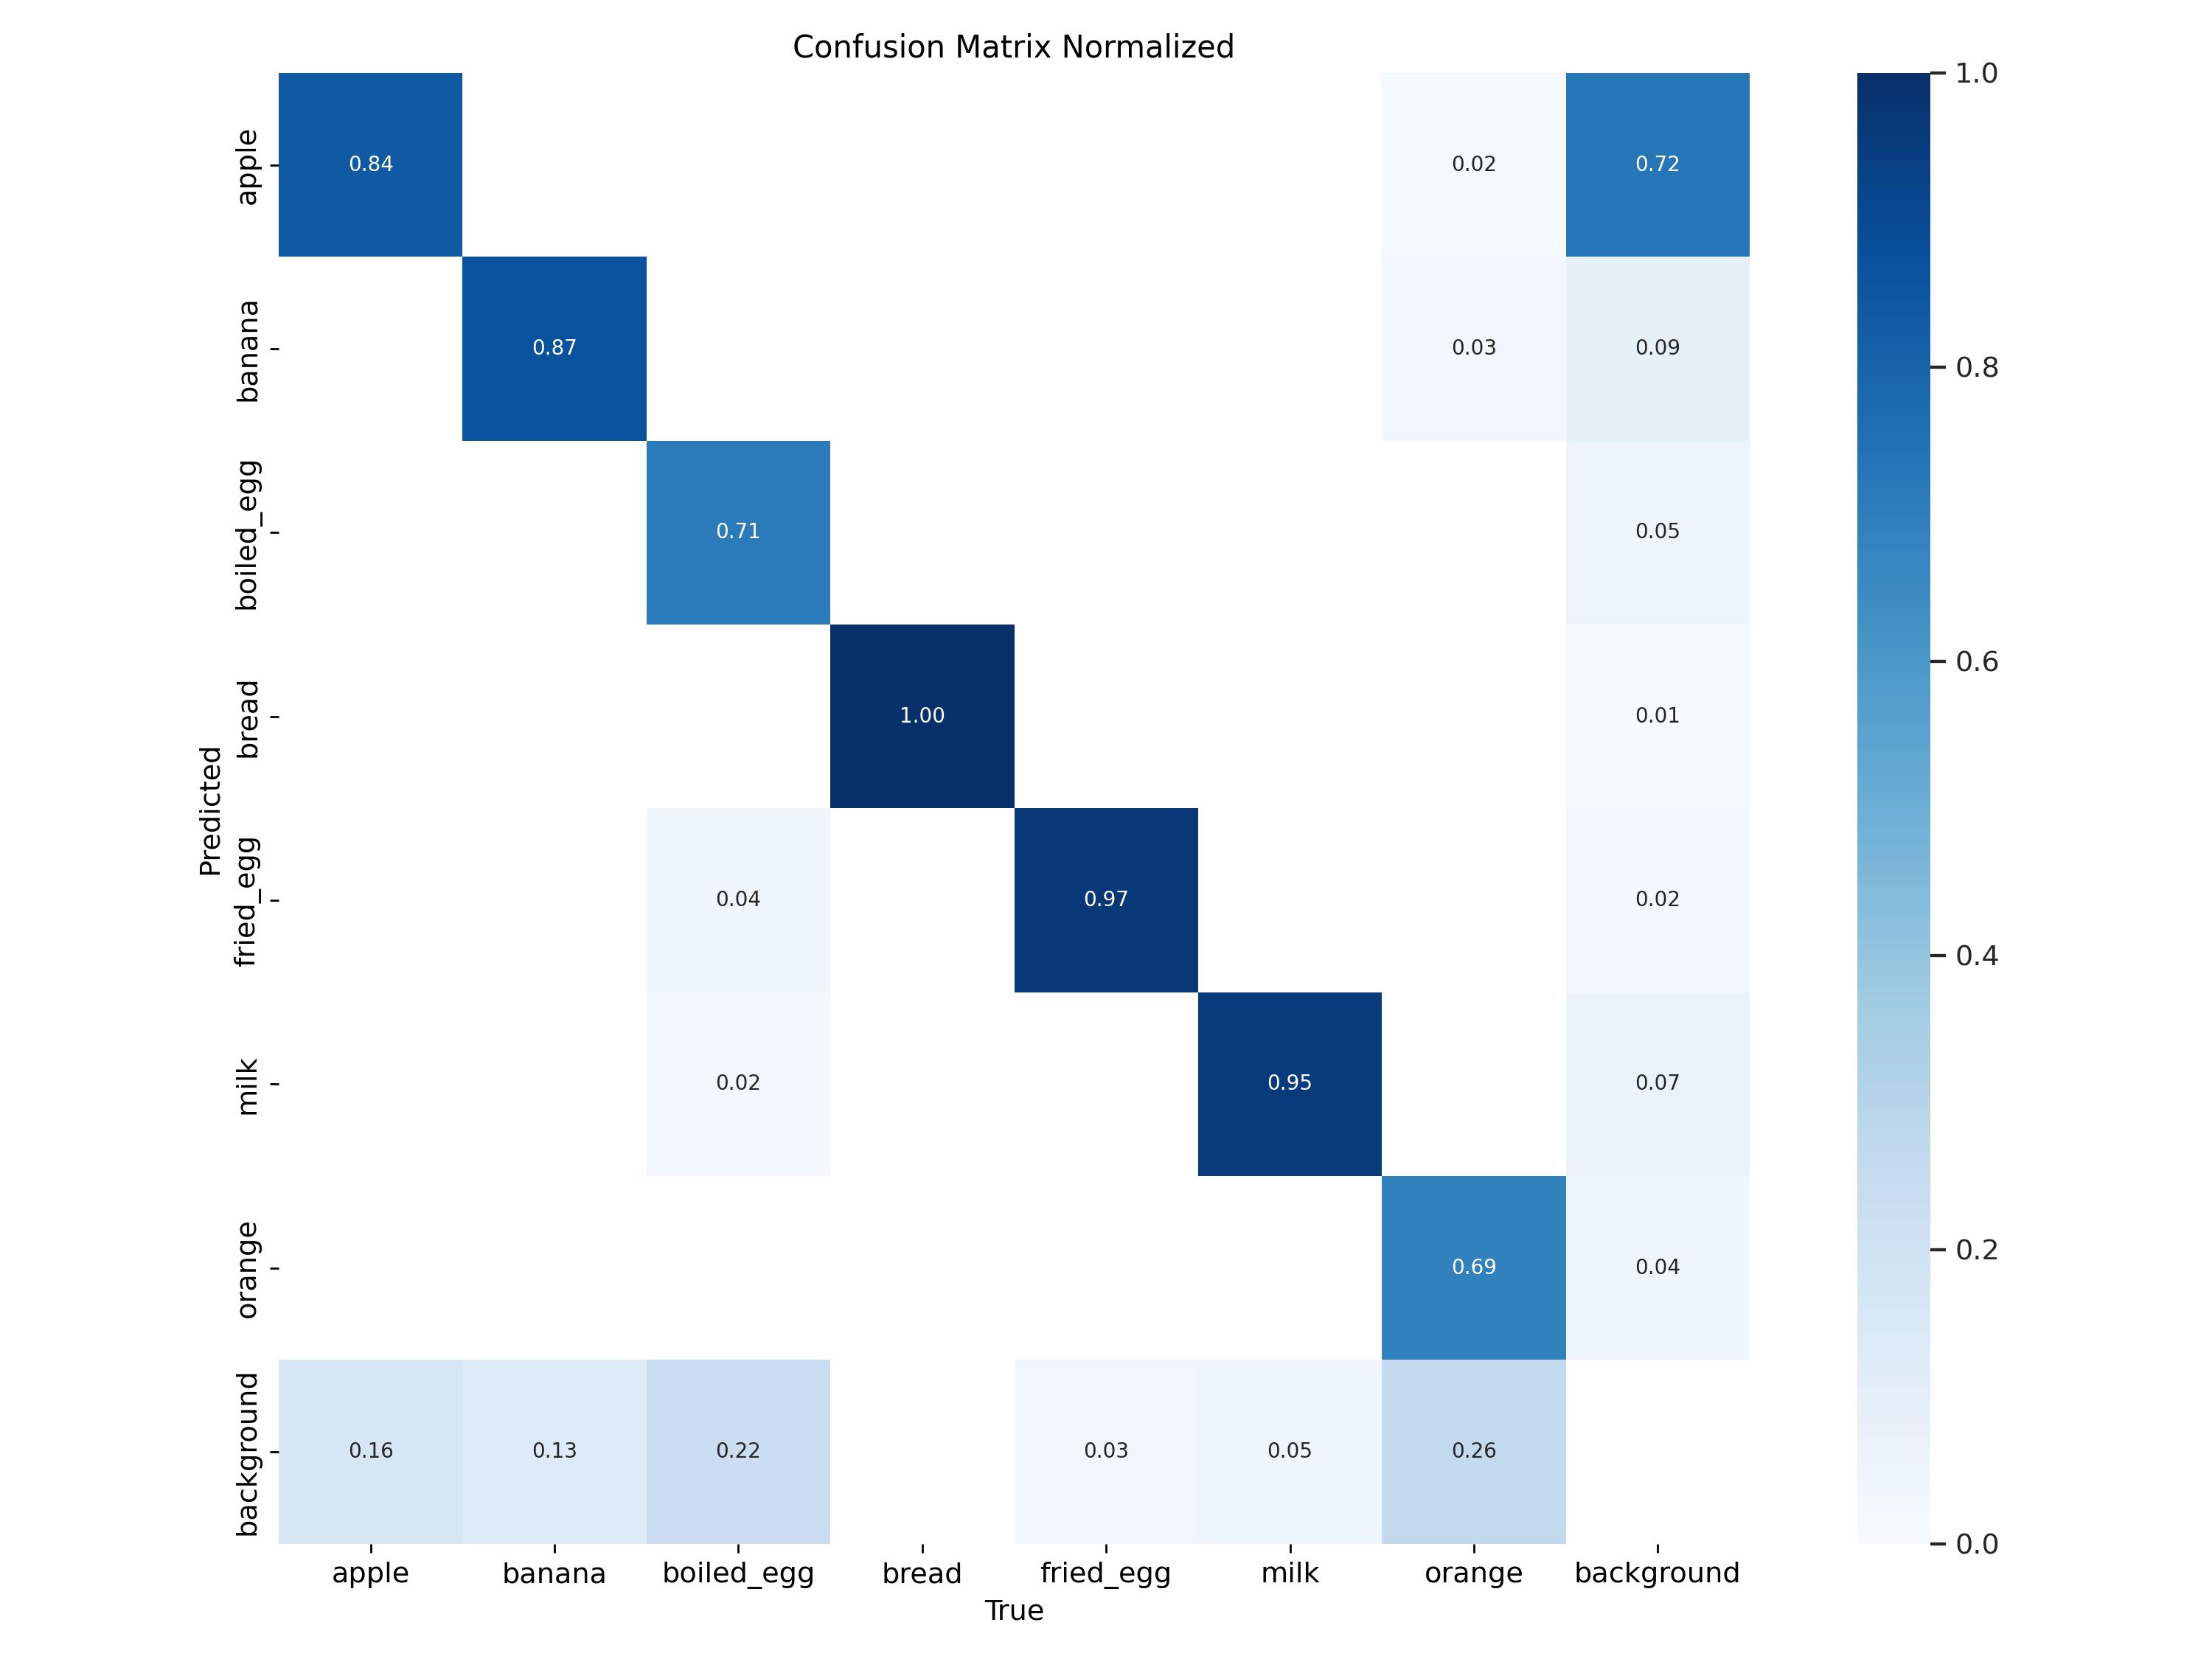 Confusion Matrix Normalized
apple 0.84 0.02 0.72 1.0
banana 0.87 0.03 0.09 0.8
boiled_egg 0.71 0.05
bread 1.00 0.01 0.6
Predicted
fried_egg 0.04 0.97 0.02 0.4
milk 0.02 0.95 0.07
orange 0.69 0.04 0.2
background 0.16 0.13 0.22 0.03 0.05 0.26 0.0
apple banana boiled_egg bread fried_egg milk orange background
True